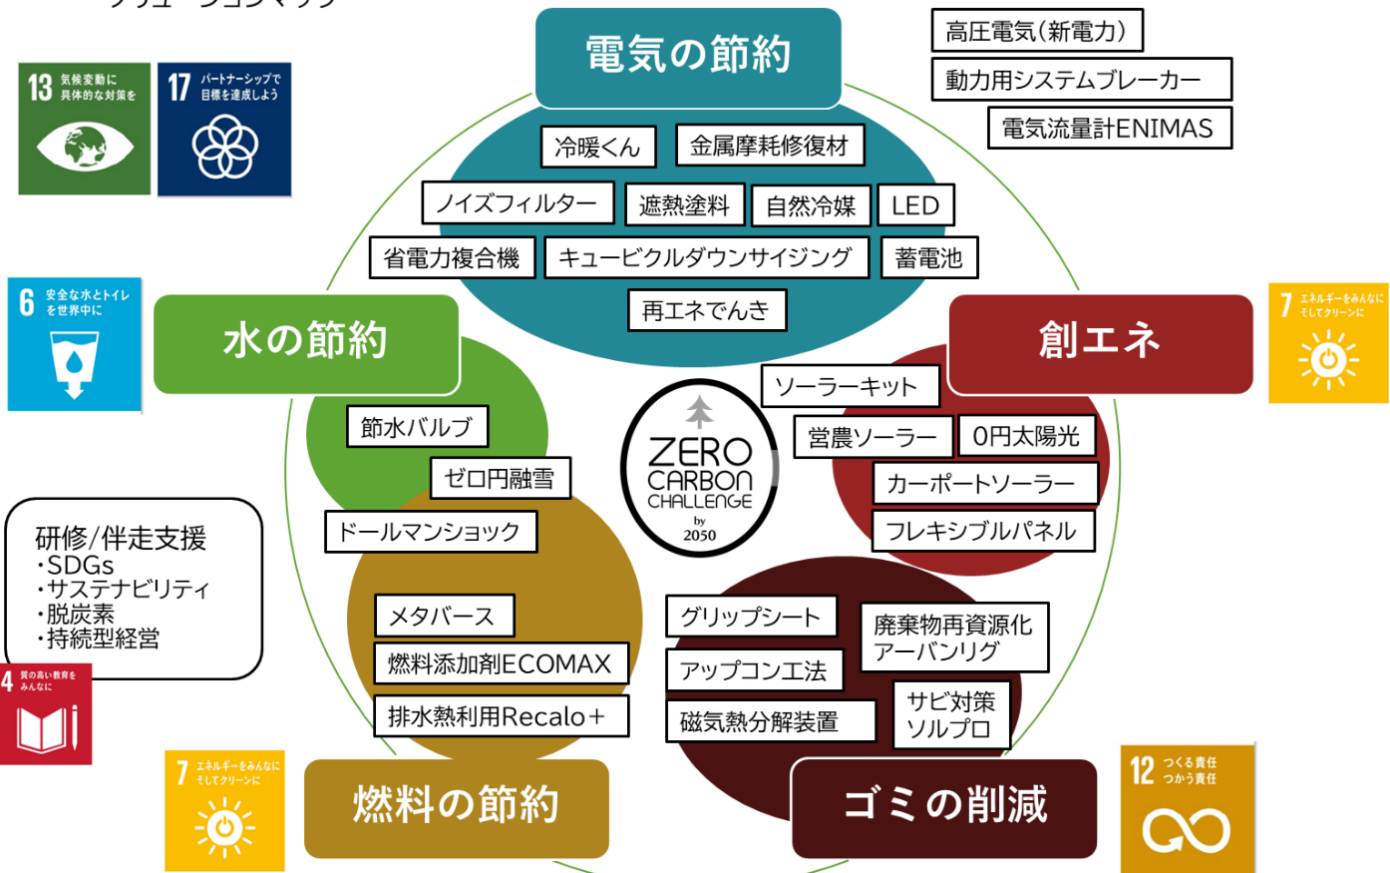 ソリューションマップ
電気の節約
高圧電気(新電力)
動力用システムブレーカー
電気流量計ENIMAS
13 気候変動に
具体的な対策を
17 パートナーシップで
目標を達成しよう
冷暖くん
金属摩耗修復材
ノイズフィルター
遮熱塗料
自然冷媒
LED
省電力複合機
キュービクルダウンサイジング
蓄電池
再エネでんき
6 安全な水とトイレ
を世界中に
水の節約
創エネ
7 エネルギーをみんなに
そしてクリーンに
節水バルブ
ゼロ円融雪
ドールマンショック
ZERO
CARBON
CHALLENGE
by
2050
ソーラーキット
営農ソーラー
0円太陽光
カーポートソーラー
フレキシブルパネル
研修/伴走支援
・SDGs
・サステナビリティ
・脱炭素
・持続型経営
4 質の高い教育を
みんなに
メタバース
燃料添加剤ECOMAX
排水熱利用Recalo+
グリップシート
アップコン工法
磁気熱分解装置
廃棄物再資源化
アーバンリグ
サビ対策
ソルプロ
7 エネルギーをみんなに
そしてクリーンに
燃料の節約
ゴミの削減
12 つくる責任
つかう責任